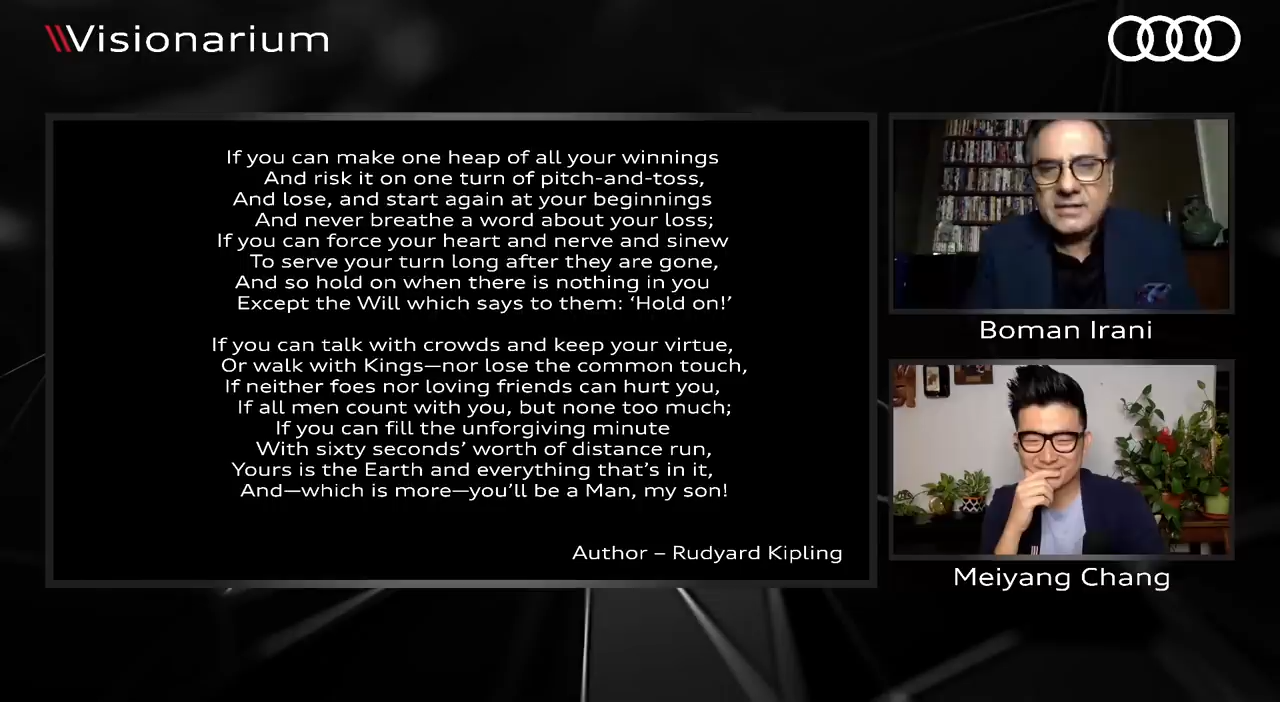 \\Visionarium
If you can make one heap of all your winnings
And risk it on one turn of pitch-and-toss,
And lose, and start again at your beginnings
And never breathe a word about your loss;
If you can force your heart and nerve and sinew
To serve your turn long after they are gone,
And so hold on when there is nothing in you
Except the Will which says to them: ‘Hold on!’
If you can talk with crowds and keep your virtue,
Or walk with Kings—nor lose the common touch,
If neither foes nor loving friends can hurt you,
If all men count with you, but none too much;
If you can fill the unforgiving minute
With sixty seconds’ worth of distance run,
Yours is the Earth and everything that’s in it,
And—which is more—you’ll be a Man, my son!
Author – Rudyard Kipling
Boman Irani
Meiyang Chang